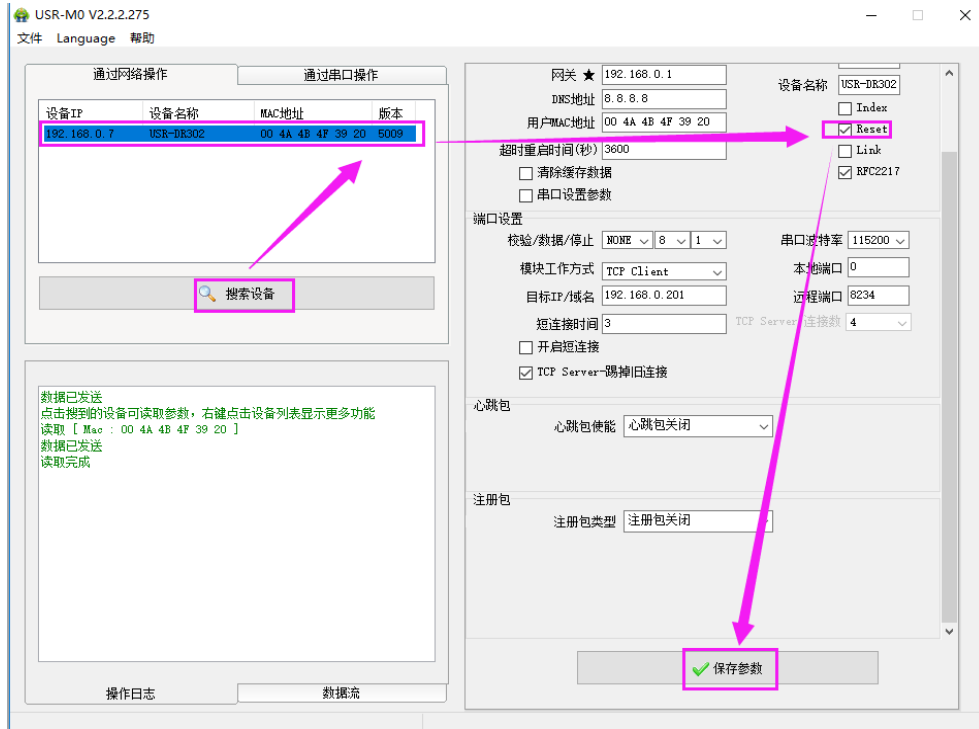 USR-M0 V2.2.2.275
文件 Language 帮助
通过网络操作 通过串口操作
设备IP 设备名称 MAC地址 版本
192.168.0.7 USR-DR302 00 4A 4B 4F 39 20 5009
搜索设备
数据已发送
点击搜到的设备可读取参数，右键点击设备列表显示更多功能
读取 [ Mac : 00 4A 4B 4F 39 20 ]
数据已发送
读取完成
操作日志 数据流
网关 ★ 192.168.0.1
DNS地址 8.8.8.8
用户MAC地址 00 4A 4B 4F 39 20
超时重启时间(秒) 3600
清除缓存数据
串口设置参数
设备名称 USR-DR302
Index
Reset
Link
RFC2217
端口设置
校验/数据/停止 NONE 8 1 串口波特率 115200
模块工作方式 TCP Client 本地端口 0
目标IP/域名 192.168.0.201 远程端口 8234
短连接时间 3 TCP Server-连接数 4
开启短连接
TCP Server-踢掉旧连接
心跳包
心跳包使能 心跳包关闭
注册包
注册包类型 注册包关闭
保存参数